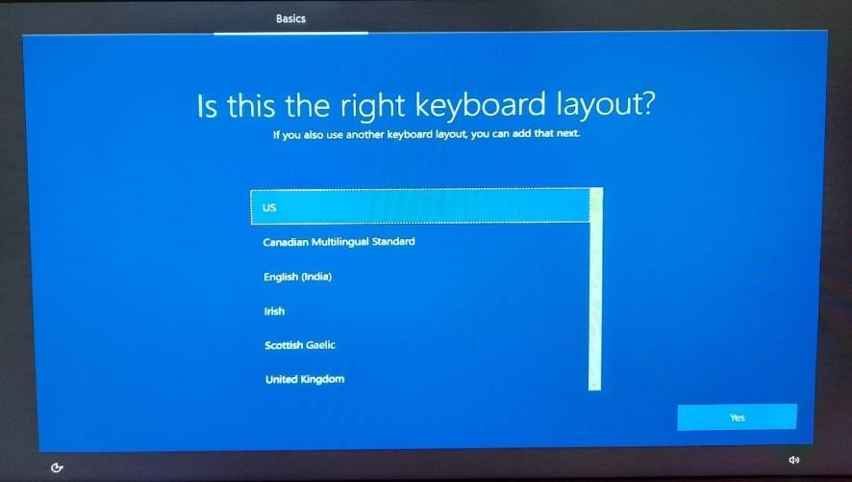 Basics
Is this the right keyboard layout?
If you also use another keyboard layout, you can add that next.
US
Canadian Multilingual Standard
English (India)
Irish
Scottish Gaelic
United Kingdom
Yes